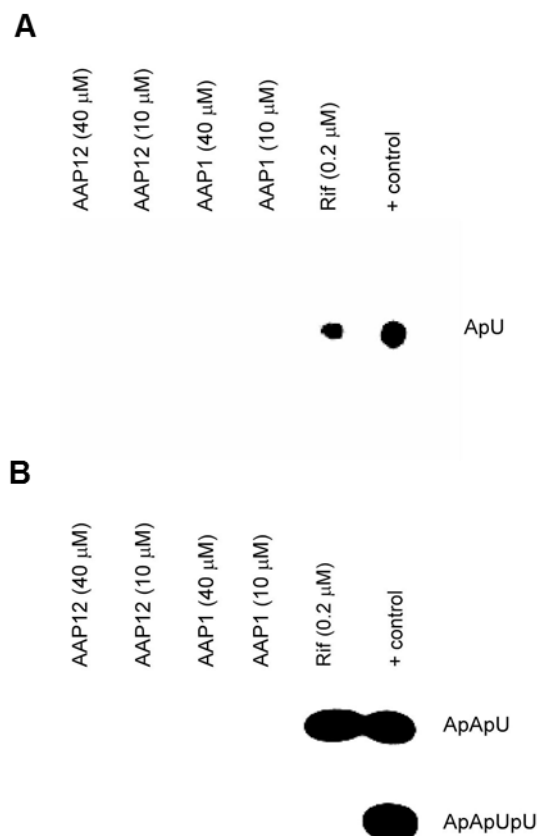 A
AAP12 (40 μM)
AAP12 (10 μM)
AAP1 (40 μM)
AAP1 (10 μM)
Rif (0.2 μM)
+ control
ApU
B
AAP12 (40 μM)
AAP12 (10 μM)
AAP1 (40 μM)
AAP1 (10 μM)
Rif (0.2 μM)
+ control
ApApU
ApApUpU